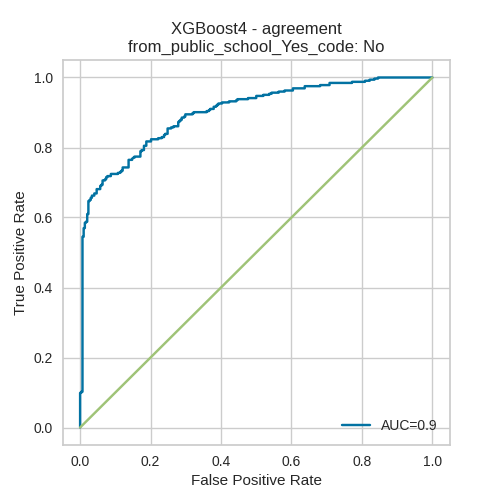 XGBoost4 - agreement
from_public_school_Yes_code: No
1.0
0.8
0.6
0.4
0.2
0.0
True Positive Rate
AUC=0.9
0.0 0.2 0.4 0.6 0.8 1.0
False Positive Rate